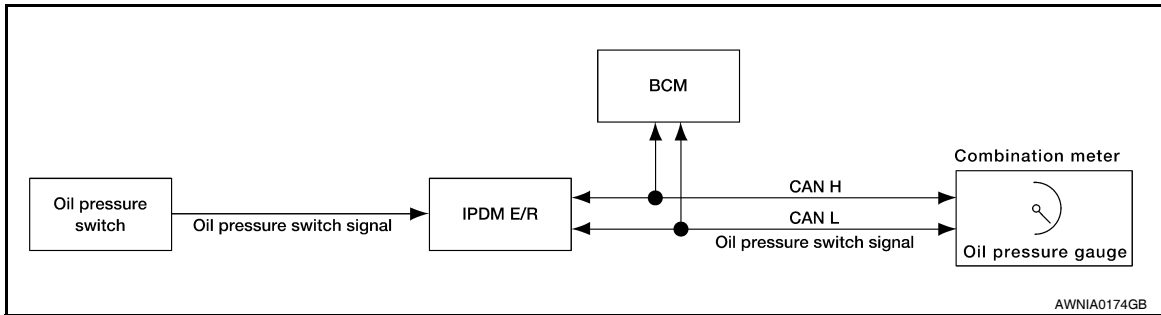 BCM
Combination meter
Oil pressure
switch
Oil pressure switch signal
IPDM E/R
CAN H
CAN L
Oil pressure switch signal
Oil pressure gauge
AWNIA0174GB